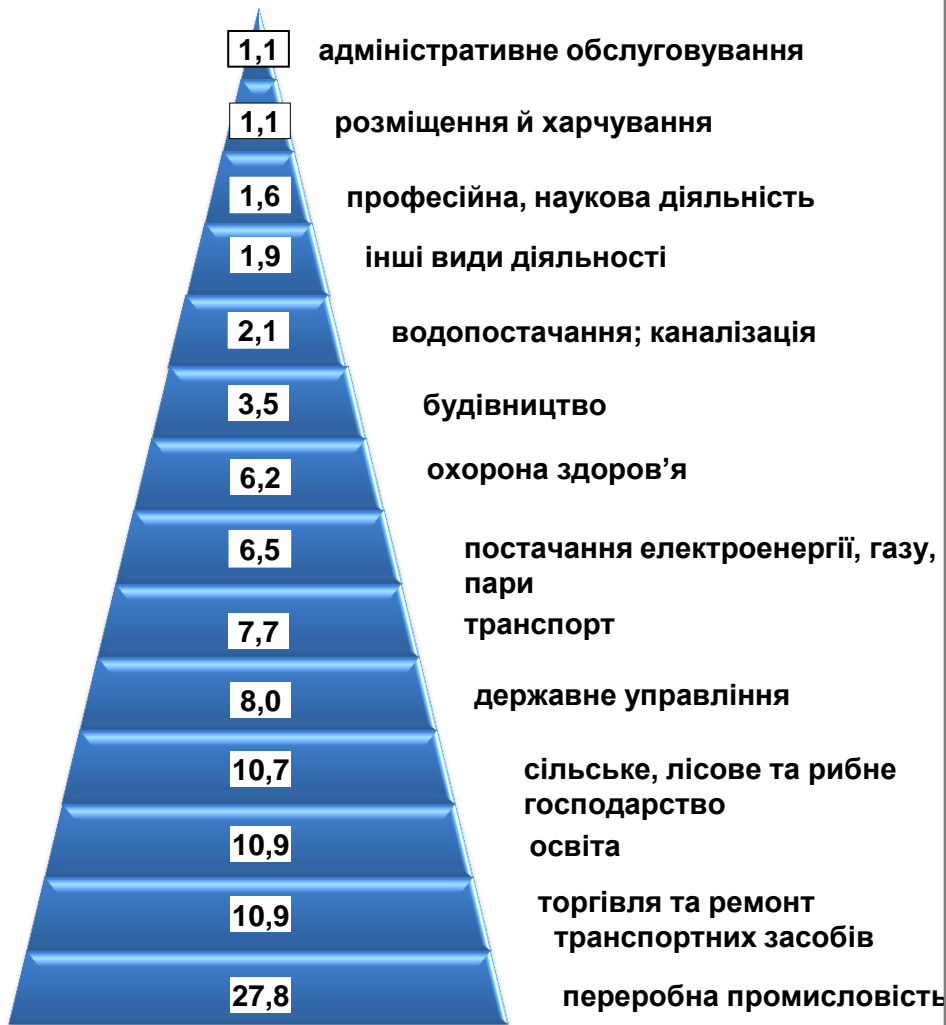 1,1 адміністративне обслуговування
1,1 розміщення й харчування
1,6 професійна, наукова діяльність
1,9 інші види діяльності
2,1 водопостачання; каналізація
3,5 будівництво
6,2 охорона здоров’я
6,5 постачання електроенергії, газу,
пари
7,7 транспорт
8,0 державне управління
10,7 сільське, лісове та рибне
господарство
10,9 освіта
10,9 торгівля та ремонт
транспортних засобів
27,8 переробна промисловість